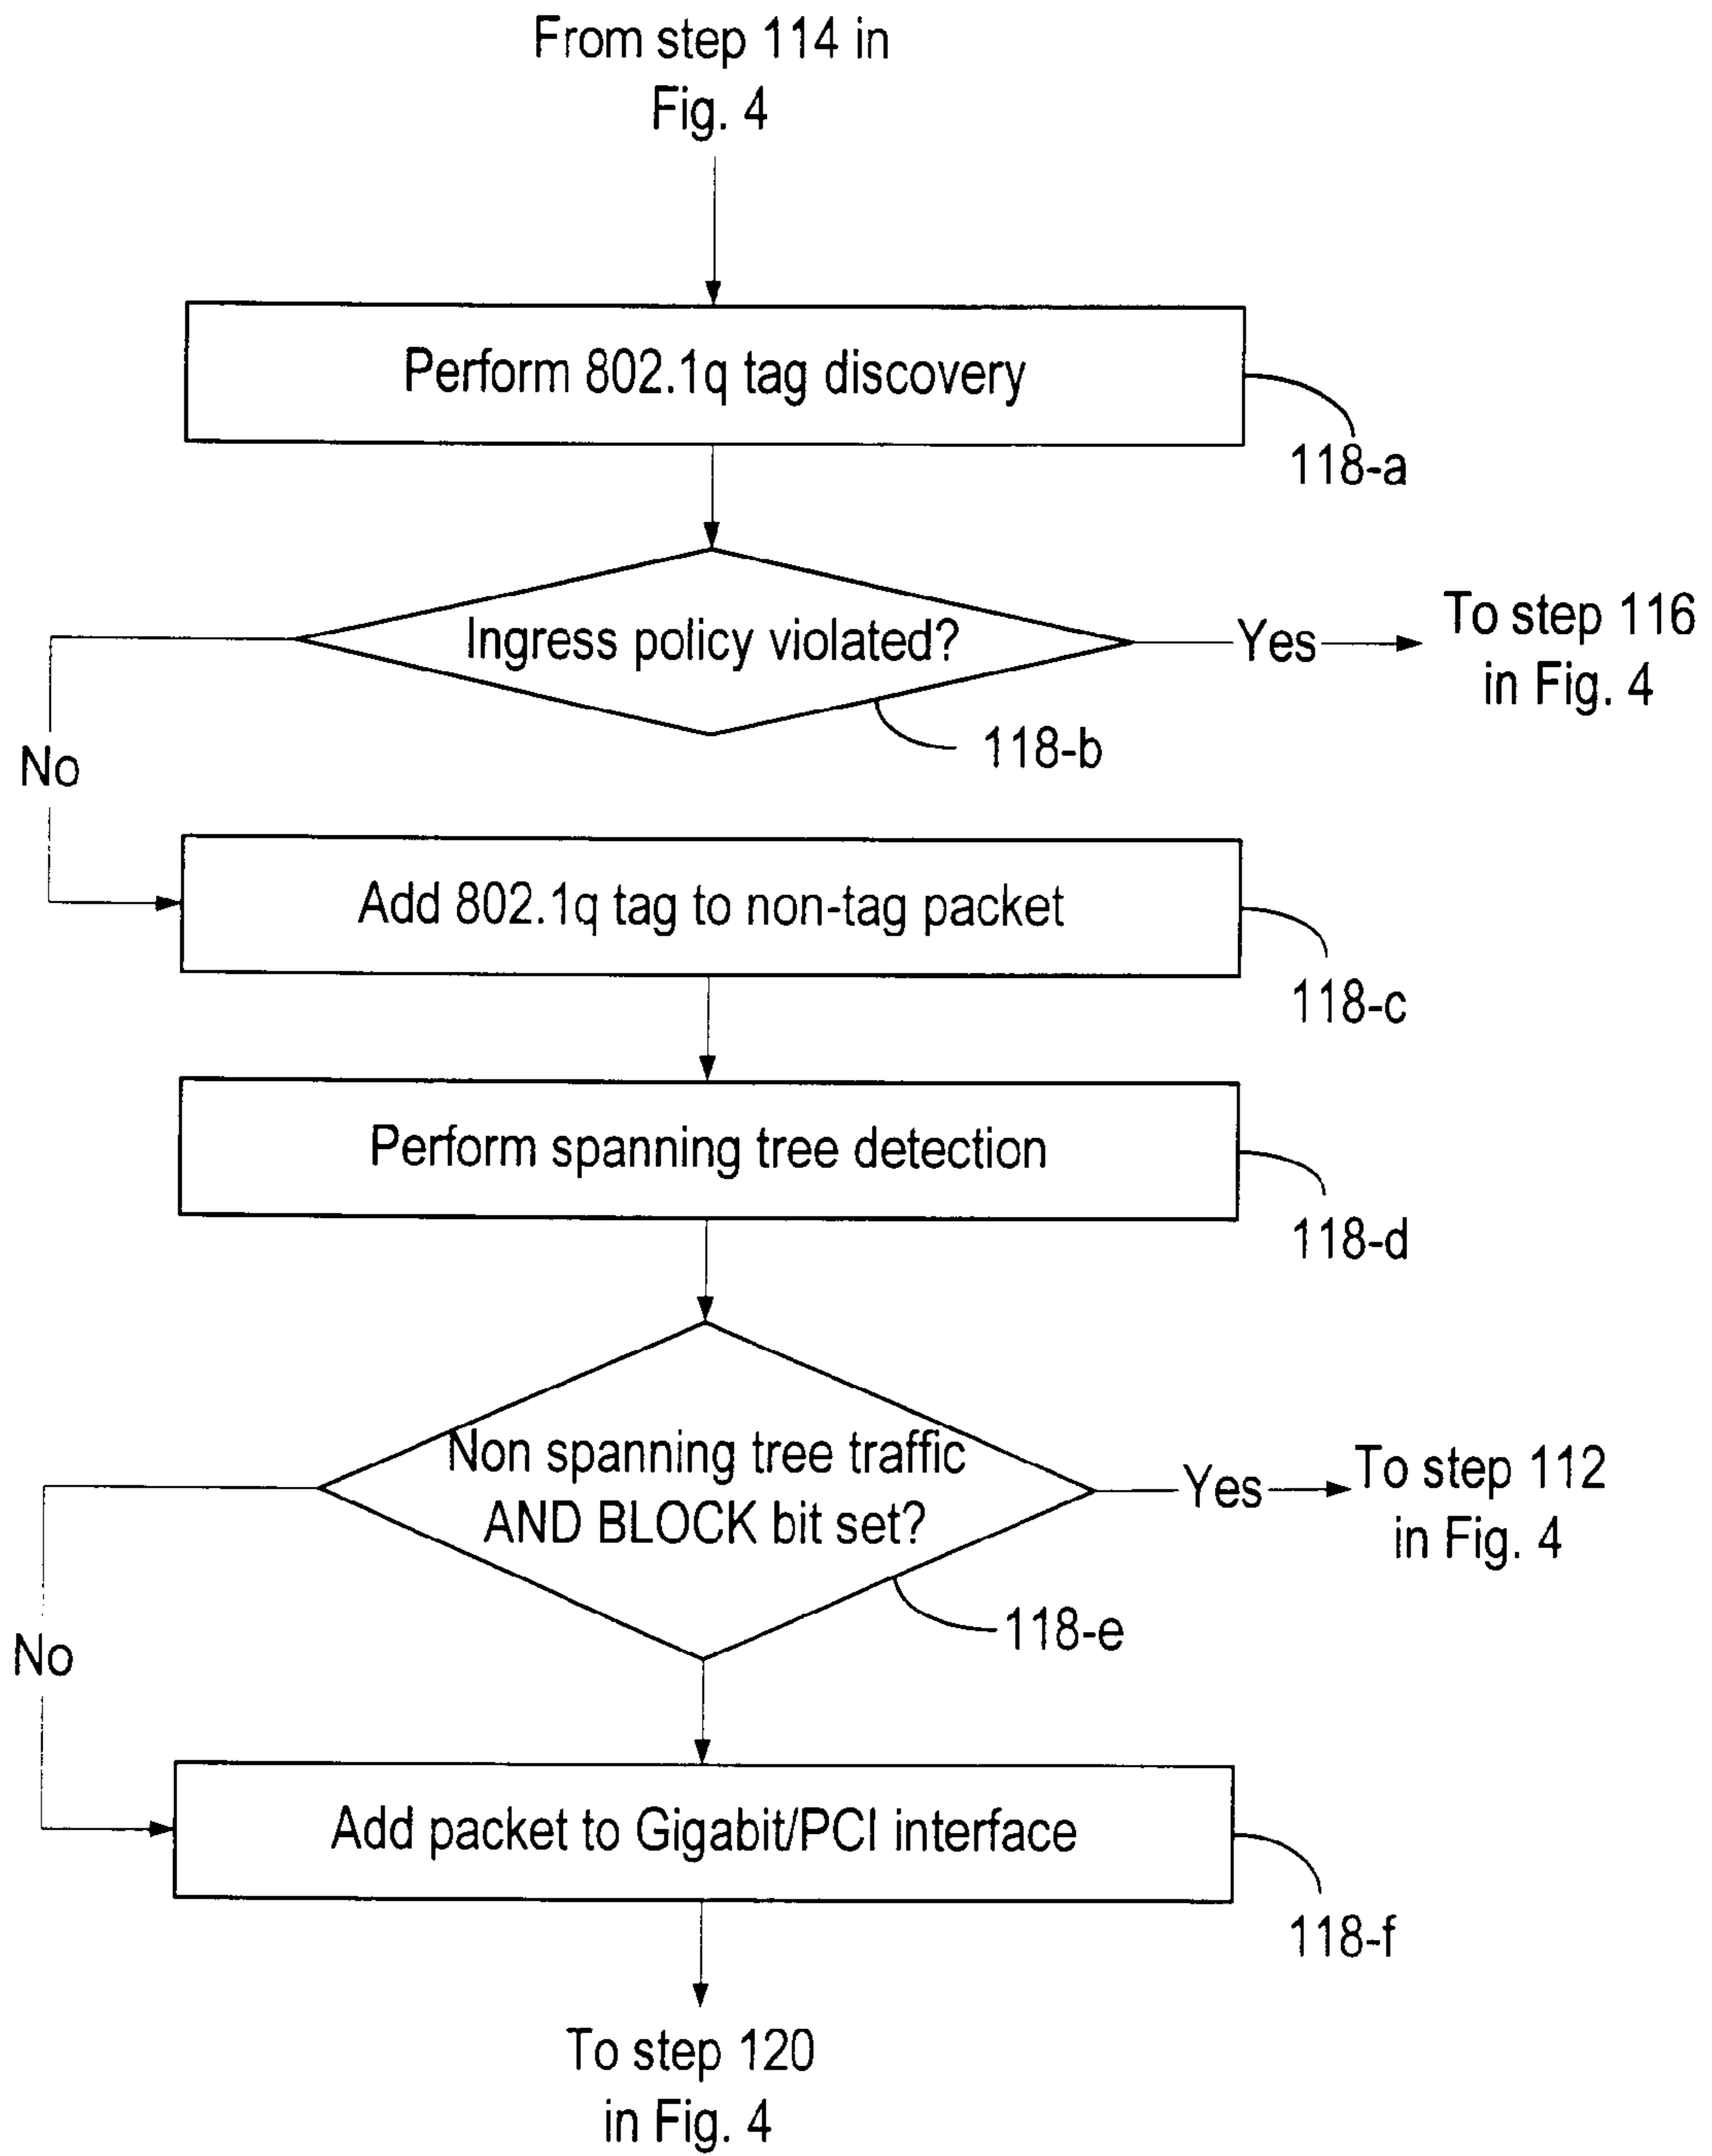 From step 114 in
Fig. 4
Perform 802.1q tag discovery
118-a
Ingress policy violated?
Yes
To step 116
in Fig. 4
118-b
No
Add 802.1q tag to non-tag packet
118-c
Perform spanning tree detection
118-d
Non spanning tree traffic
AND BLOCK bit set?
Yes
To step 112
in Fig. 4
118-e
No
Add packet to Gigabit/PCI interface
118-f
To step 120
in Fig. 4